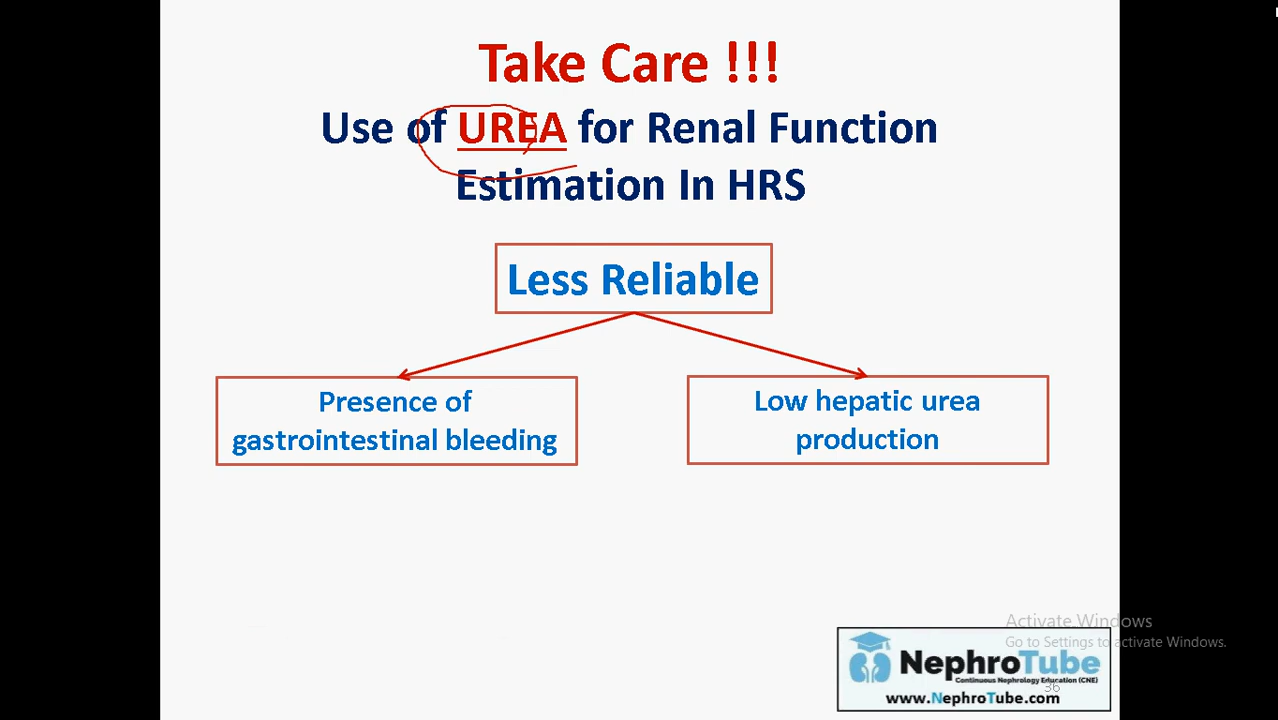 Take Care !!!
Use of UREA for Renal Function
Estimation In HRS
Less Reliable
Presence of
gastrointestinal bleeding
Low hepatic urea
production
Activate Windows
Go to Settings to activate Windows.
NephroTube
Continuous Nephrology Education (CNE)
36
www.NephroTube.com